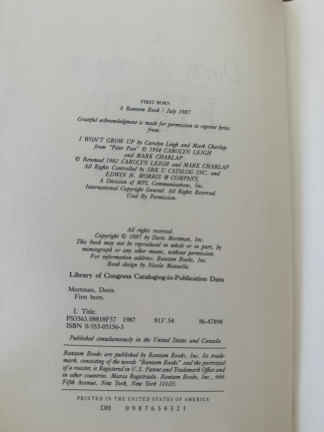 FIRST BORN
A Bantam Book / July 1987
Grateful acknowledgment is made for permission to reprint lyrics
from:
I WON'T GROW UP by Carolyn Leigh and Mark Charlap
from "Peter Pan" © 1954 CAROLYN LEIGH
and MARK CHARLAP
© Renewed 1982 CAROLYN LEIGH and MARK CHARLAP
All Rights Controlled by SBK U CATALOG INC. and
EDWIN H. MORRIS & COMPANY,
A Division of MPL Communications, Inc.
International Copyright Secured All Rights Reserved
Used By Permission.
All rights reserved.
Copyright © 1987 by Doris Mortman, Inc.
This book may not be reproduced in whole or in part, by
mimeograph or any other means, without permission.
For information address: Bantam Books, Inc.
Book design by Nicola Mazzella.
Library of Congress Cataloging-in-Publication Data
Mortman, Doris
First born.
I. Title.
PS3563.O8818F57 1987 813'.54 86-47898
ISBN 0-553-05156-3
Published simultaneously in the United States and Canada
Bantam Books are published by Bantam Books, Inc. Its trade-
mark, consisting of the words "Bantam Books" and the portrayal
of a rooster, is Registered in U.S. Patent and Trademark Office and
in other countries. Marca Registrada. Bantam Books, Inc., 666
Fifth Avenue, New York, New York 10103.
PRINTED IN THE UNITED STATES OF AMERICA
DH 0 9 8 7 6 5 4 3 2 1